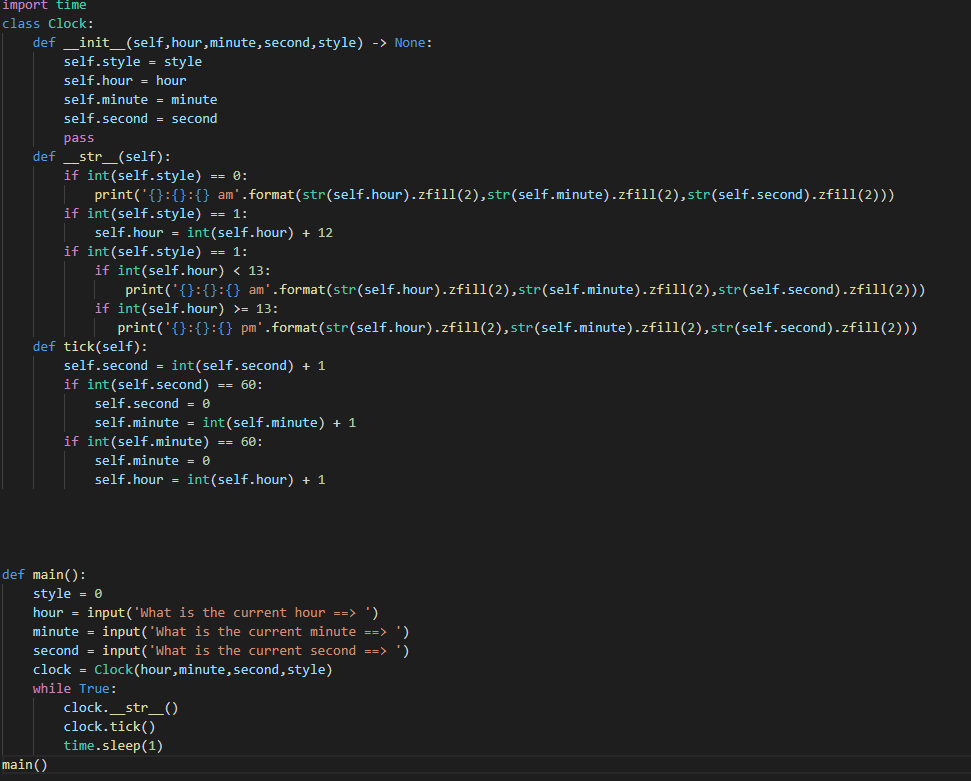 import time
class Clock:
    def __init__(self,hour,minute,second,style) -> None:
        self.style = style
        self.hour = hour
        self.minute = minute
        self.second = second
        pass
    def __str__(self):
        if int(self.style) == 0:
            print('{}:{}:{} am'.format(str(self.hour).zfill(2),str(self.minute).zfill(2),str(self.second).zfill(2)))
        if int(self.style) == 1:
            self.hour = int(self.hour) + 12
        if int(self.style) == 1:
            if int(self.hour) < 13:
                print('{}:{}:{} am'.format(str(self.hour).zfill(2),str(self.minute).zfill(2),str(self.second).zfill(2)))
            if int(self.hour) >= 13:
               print('{}:{}:{} pm'.format(str(self.hour).zfill(2),str(self.minute).zfill(2),str(self.second).zfill(2)))
    def tick(self):
        self.second = int(self.second) + 1
        if int(self.second) == 60:
            self.second = 0
            self.minute = int(self.minute) + 1
        if int(self.minute) == 60:
            self.minute = 0
            self.hour = int(self.hour) + 1
def main():
    style = 0
    hour = input('What is the current hour ==> ')
    minute = input('What is the current minute ==> ')
    second = input('What is the current second ==> ')
    clock = Clock(hour,minute,second,style)
    while True:
        clock.__str__()
        clock.tick()
        time.sleep(1)
main()